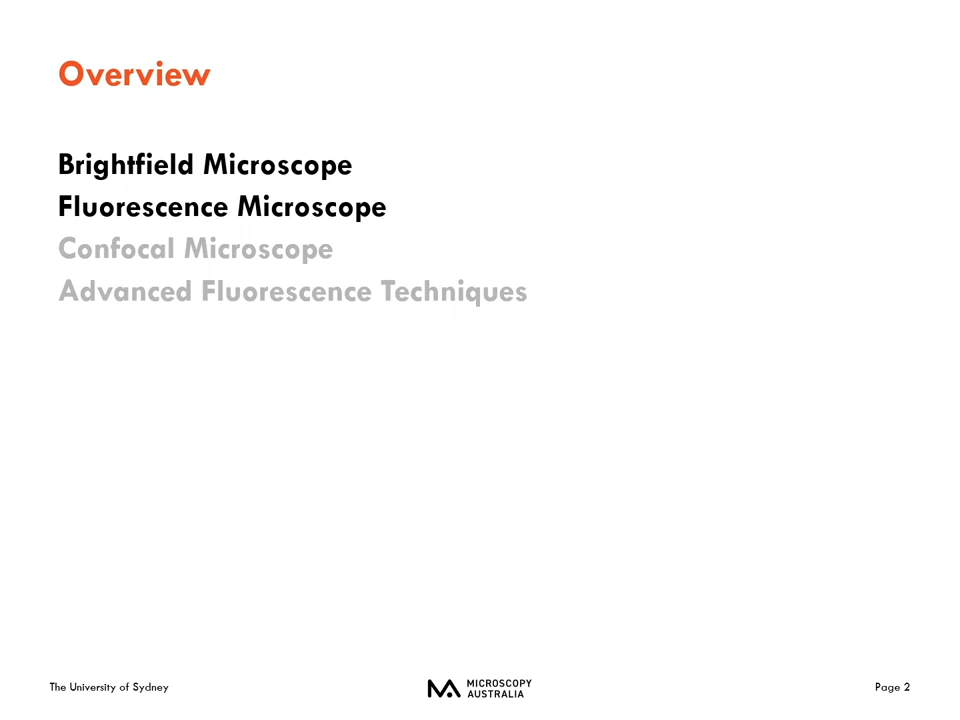 Overview
Brightfield Microscope
Fluorescence Microscope
Confocal Microscope
Advanced Fluorescence Techniques
The University of Sydney
MICROSCOPY
AUSTRALIA
Page 2